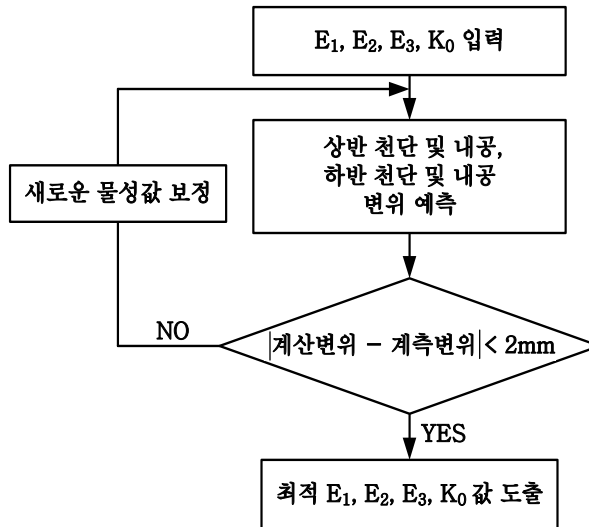 E₁, E₂, E₃, K₀ 입력
상반 천단 및 내공,
하반 천단 및 내공
변위 예측
새로운 물성값 보정
NO
|계산변위 − 계측변위|< 2mm
YES
최적 E₁, E₂, E₃, K₀ 값 도출